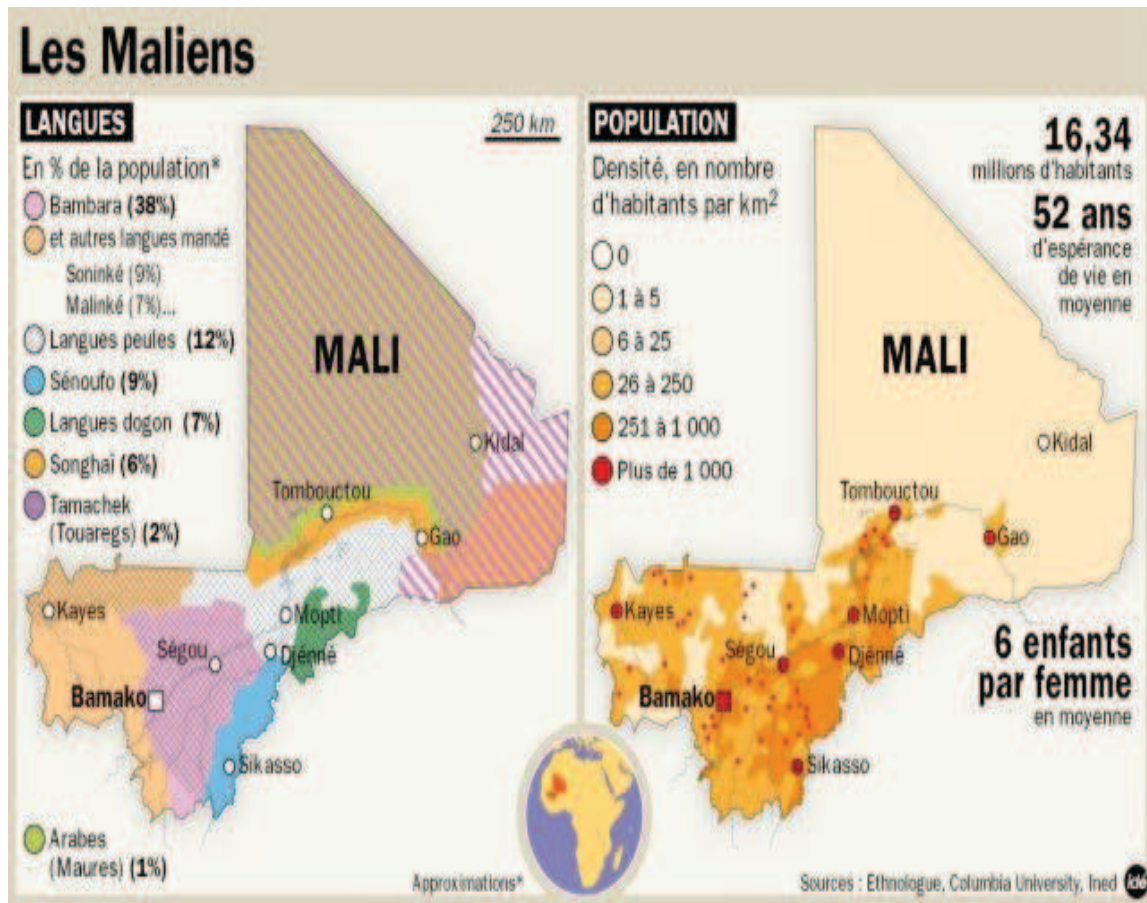 Les Maliens
LANGUES
250 km
En % de la population*
Bambara (38%)
et autres langues mandé
Soninké (9%)
Malinké (7%)...
Langues peules (12%)
Sénoufo (9%)
Langues dogon (7%)
Songhaï (6%)
Tamachek
(Touaregs) (2%)
Arabes
(Maures) (1%)
MALI
Kidal
Tombouctou
Gao
Kayes
Mopti
Ségou
Djénné
Bamako
Sikasso
Approximations*
POPULATION
Densité, en nombre
d'habitants par km²
0
1 à 5
6 à 25
26 à 250
251 à 1 000
Plus de 1 000
16,34
millions d'habitants
52 ans
d'espérance
de vie en
moyenne
MALI
Kidal
Tombouctou
Gao
Kayes
Mopti
Ségou
Djénné
Bamako
Sikasso
6 enfants
par femme
en moyenne
Sources : Ethnologue, Columbia University, Ined
idé